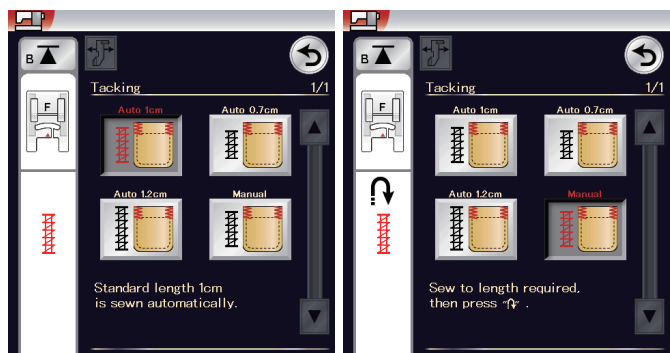 B
F
Tacking 1/1
Auto 1cm Auto 0.7cm
Auto 1.2cm Manual
Standard length 1cm
is sewn automatically.
B
F
Tacking 1/1
Auto 1cm Auto 0.7cm
Auto 1.2cm Manual
Sew to length required,
then press " ".